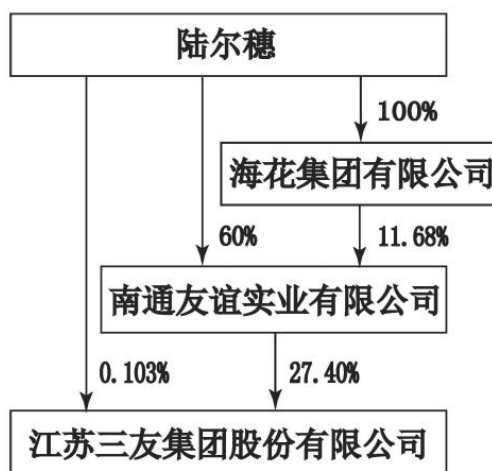 陆尔穗
100%
海花集团有限公司
60%
11.68%
南通友谊实业有限公司
0.103%
27.40%
江苏三友集团股份有限公司